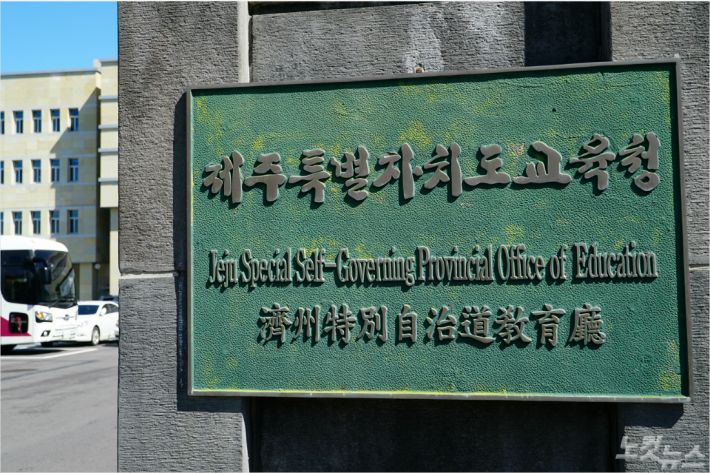 제주특별자치도교육청
Jeju Special Self-Governing Provincial Office of Education
濟州特別自治道敎育廳
노컷뉴스